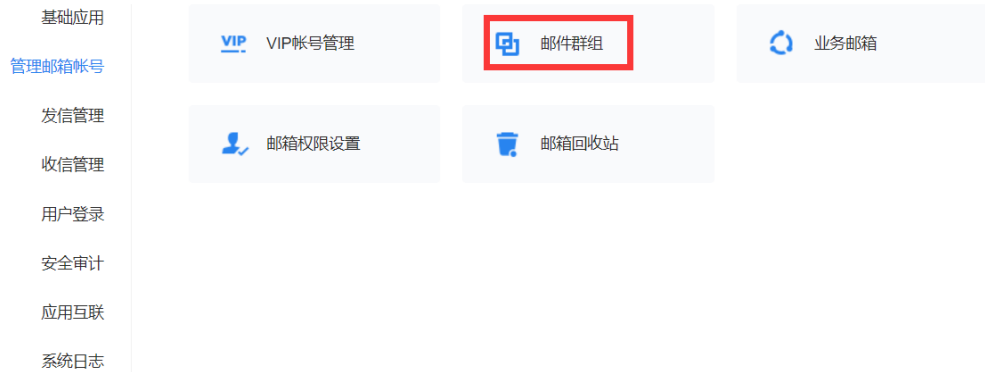 基础应用
管理邮箱帐号
发信管理
收信管理
用户登录
安全审计
应用互联
系统日志
VIP VIP帐号管理
邮件群组
业务邮箱
邮箱权限设置
邮箱回收站